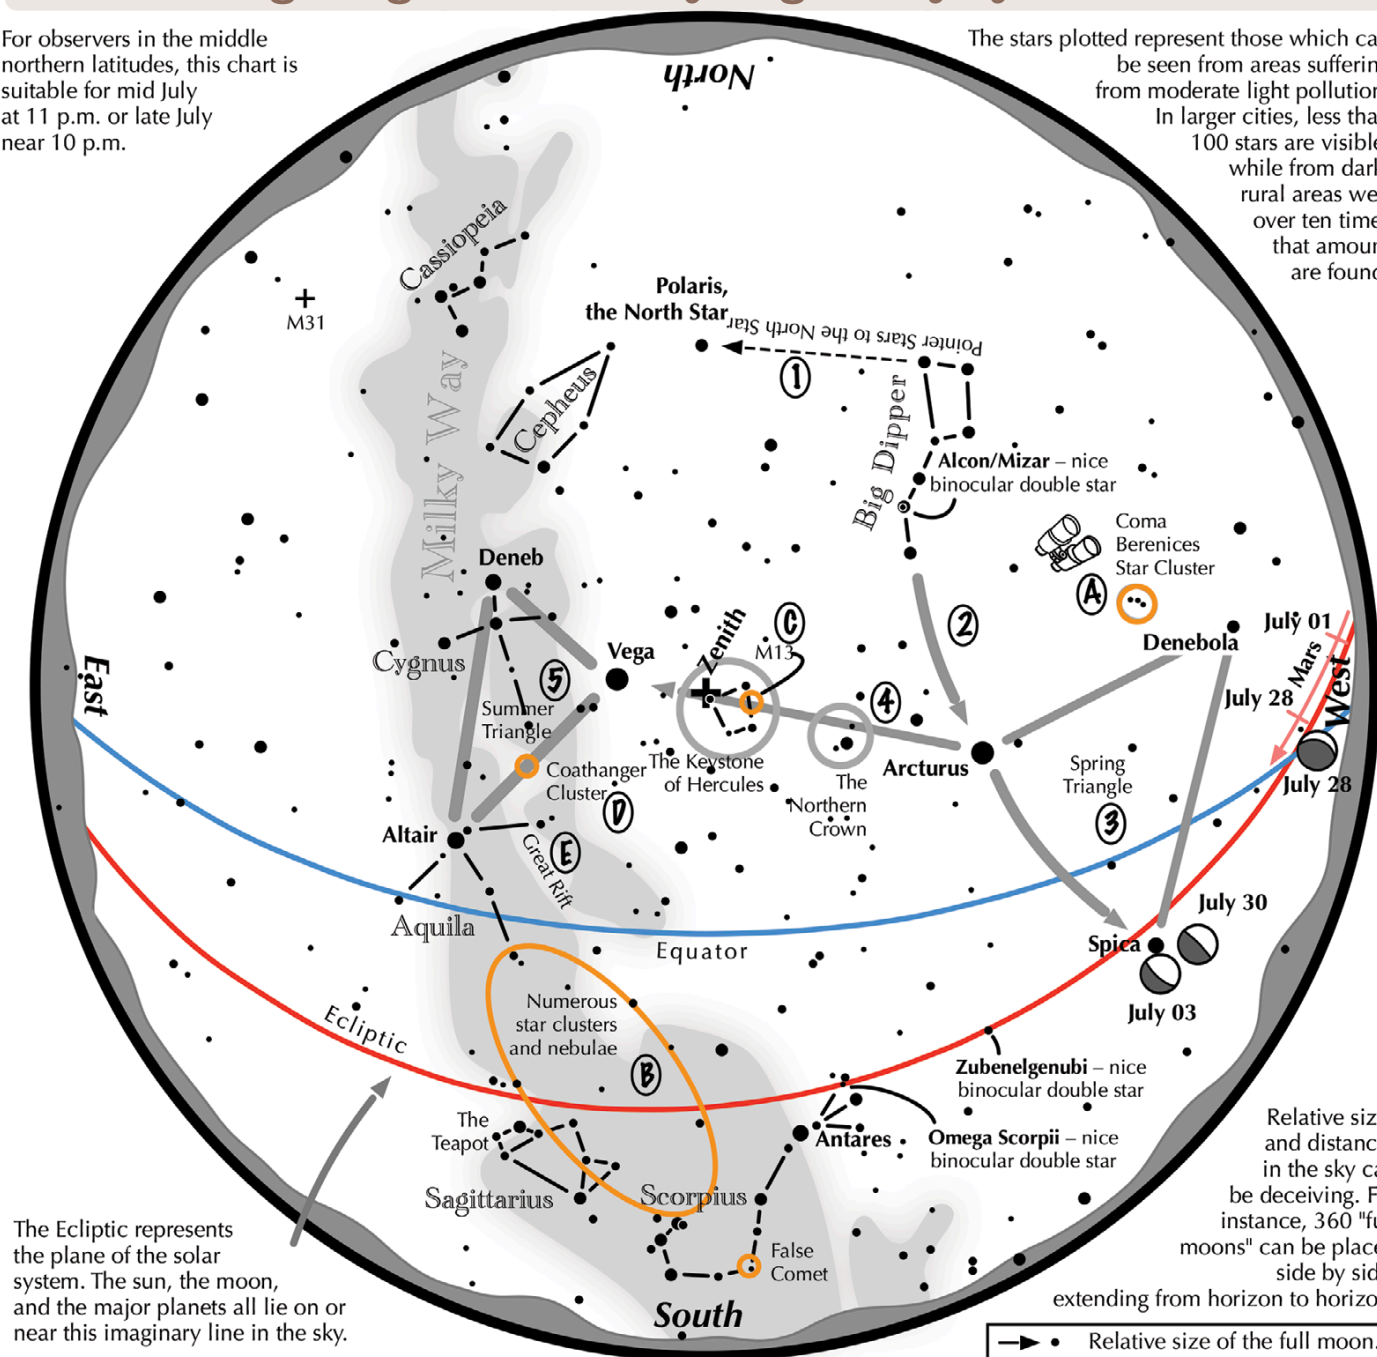 For observers in the middle
northern latitudes, this chart is
suitable for mid July
at 11 p.m. or late July
near 10 p.m.
The stars plotted represent those which ca
be seen from areas sufferin
from moderate light pollution
In larger cities, less tha
100 stars are visible
while from dark
rural areas we
over ten time
that amoun
are found
North
Cassiopeia
M31
Polaris,
the North Star
Pointer Stars to the North Star
1
Cepheus
Milky Way
Big Dipper
Alcon/Mizar – nice
binocular double star
Coma
Berenices
Star Cluster
A
Deneb
Cygnus
Vega
5
Summer
Triangle
Zenith
C
M13
2
4
Denebola
July 01
Mars
July 28
West
July 28
East
Coathanger
Cluster
D
The Keystone
of Hercules
The
Northern
Crown
Arcturus
Spring
Triangle
3
Altair
E
Great Rift
Aquila
Equator
July 30
Spica
July 03
Numerous
star clusters
and nebulae
B
Ecliptic
Zubenelgenubi – nice
binocular double star
The
Teapot
Antares
Omega Scorpii – nice
binocular double star
Sagittarius
Scorpius
False
Comet
South
The Ecliptic represents
the plane of the solar
system. The sun, the moon,
and the major planets all lie on or
near this imaginary line in the sky.
Relative siz
and distanc
in the sky ca
be deceiving. F
instance, 360 "fu
moons" can be place
side by sid
extending from horizon to horizo
Relative size of the full moon.